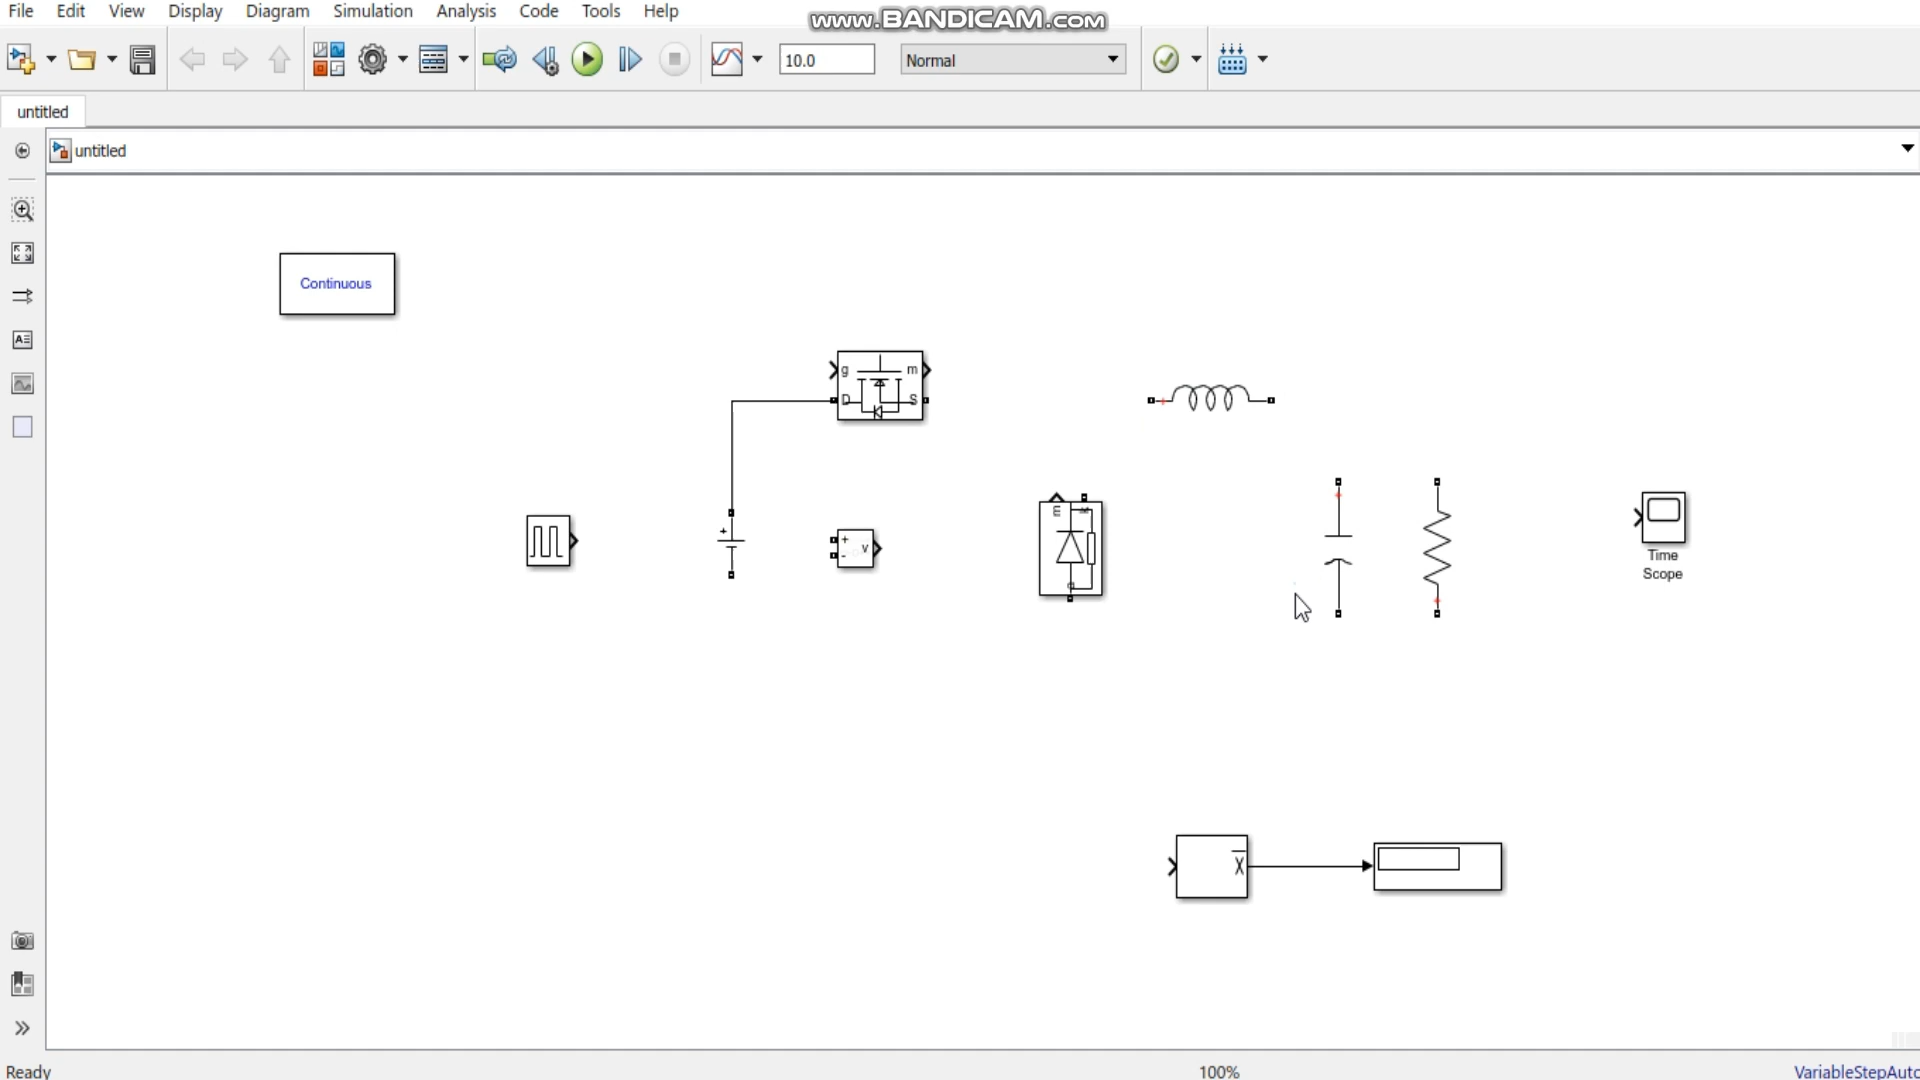 File Edit View Display Diagram Simulation Analysis Code Tools Help
www.BANDICAM.com
10.0
Normal
untitled
untitled
Continuous
g m
D S
+ v
-
+
m
a
Time
Scope
X
Ready
100%
VariableStepAuto